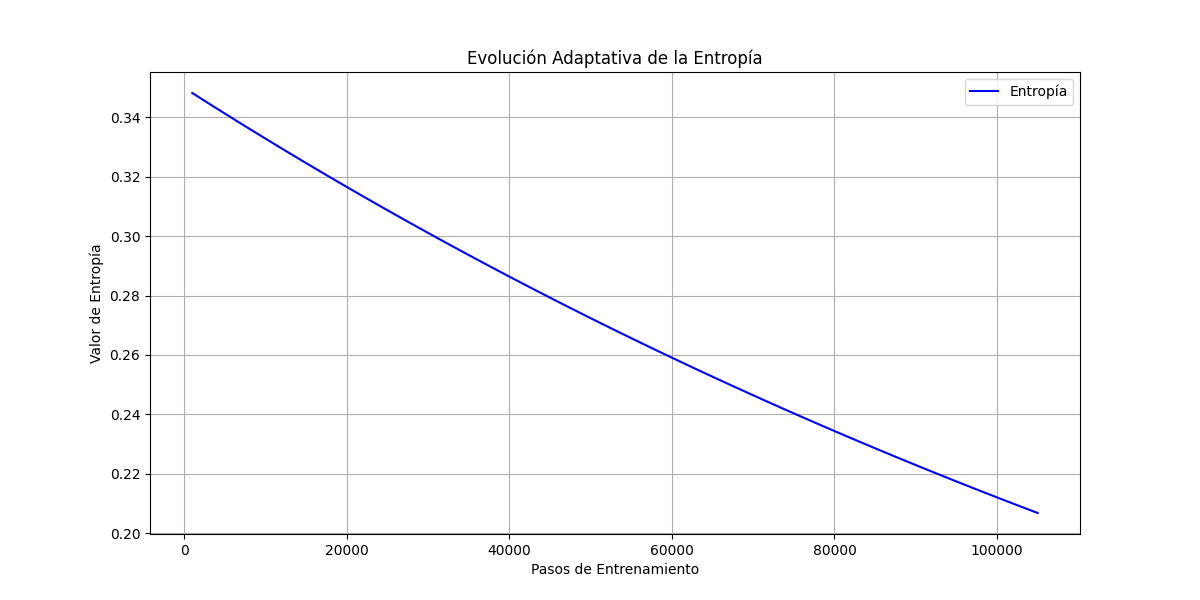 Evolución Adaptativa de la Entropía
Entropía
Valor de Entropía
0.34
0.32
0.30
0.28
0.26
0.24
0.22
0.20
0 20000 40000 60000 80000 100000
Pasos de Entrenamiento